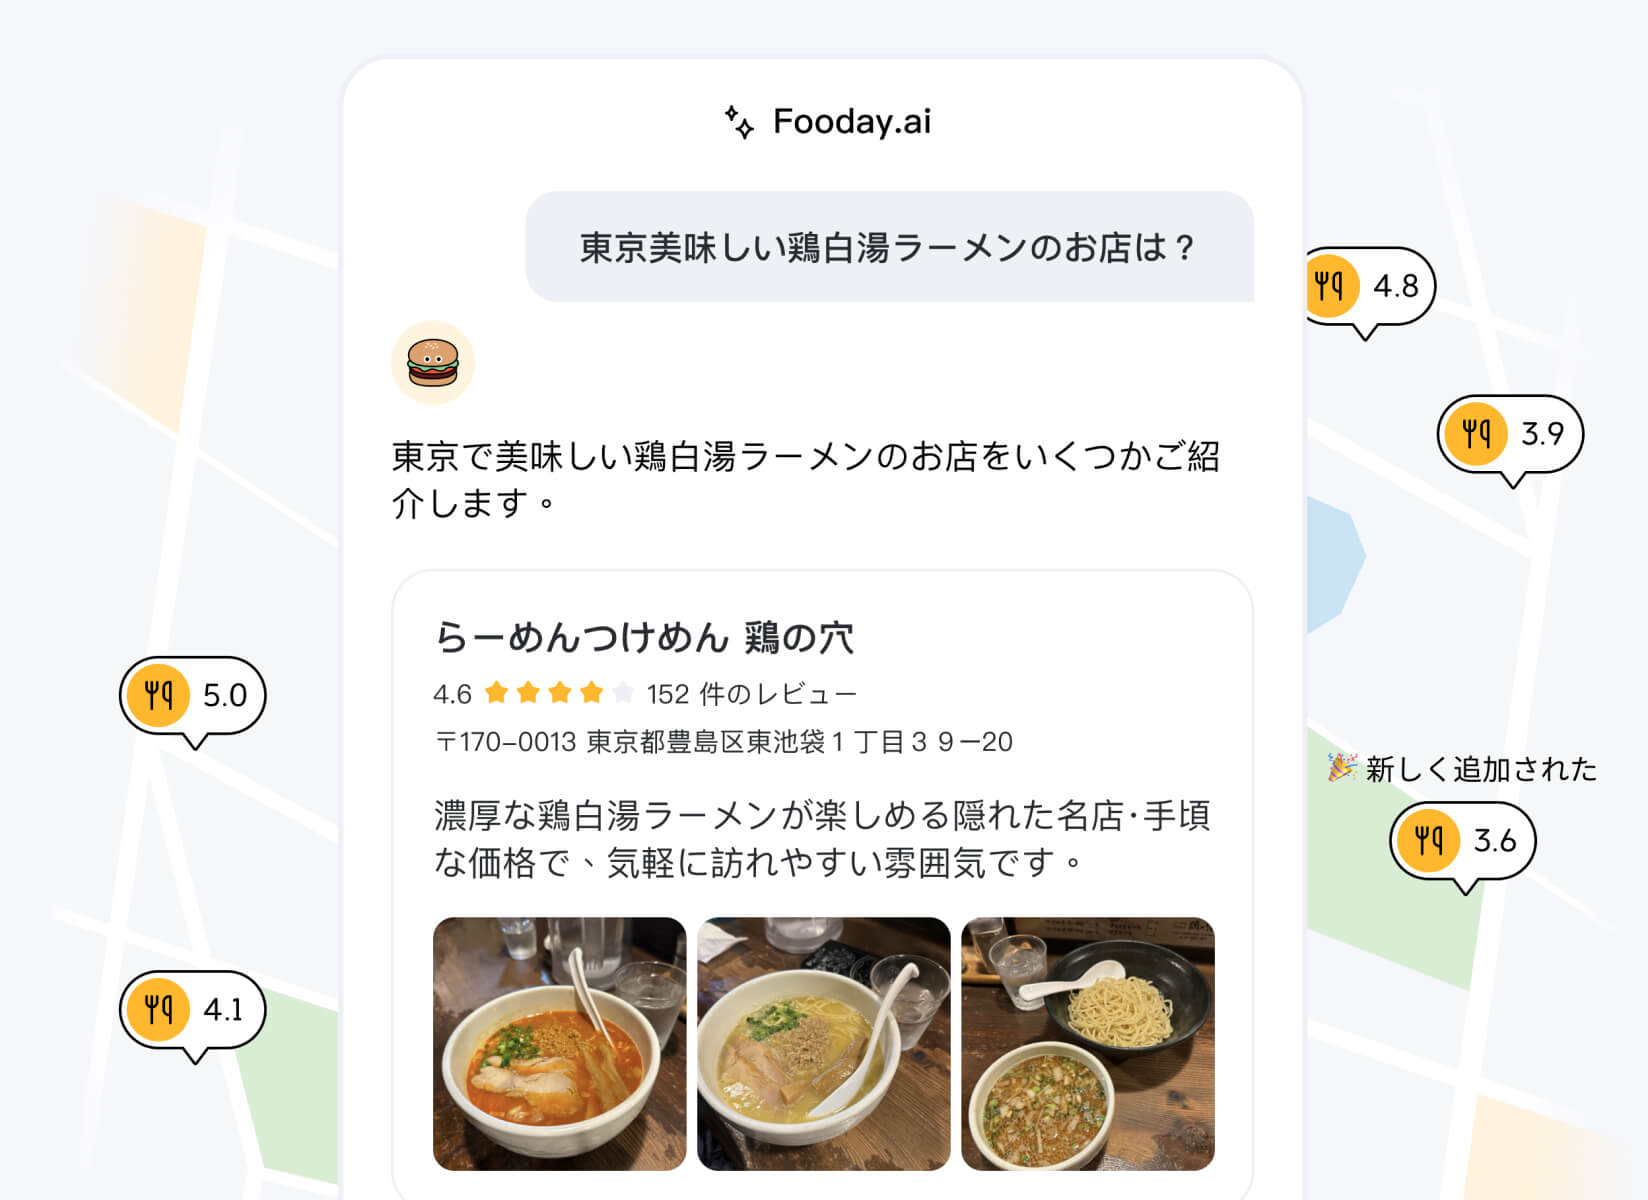 Fooday.ai
東京美味しい鶏白湯ラーメンのお店は？
東京で美味しい鶏白湯ラーメンのお店をいくつかご紹
介します。
らーめんつけめん 鶏の穴
4.6 152 件のレビュー
〒170-0013 東京都豊島区東池袋１丁目３９ー20
濃厚な鶏白湯ラーメンが楽しめる隠れた名店·手頃
な価格で、気軽に訪れやすい雰囲気です。
4.8
3.9
5.0
🎉 新しく追加された
3.6
4.1